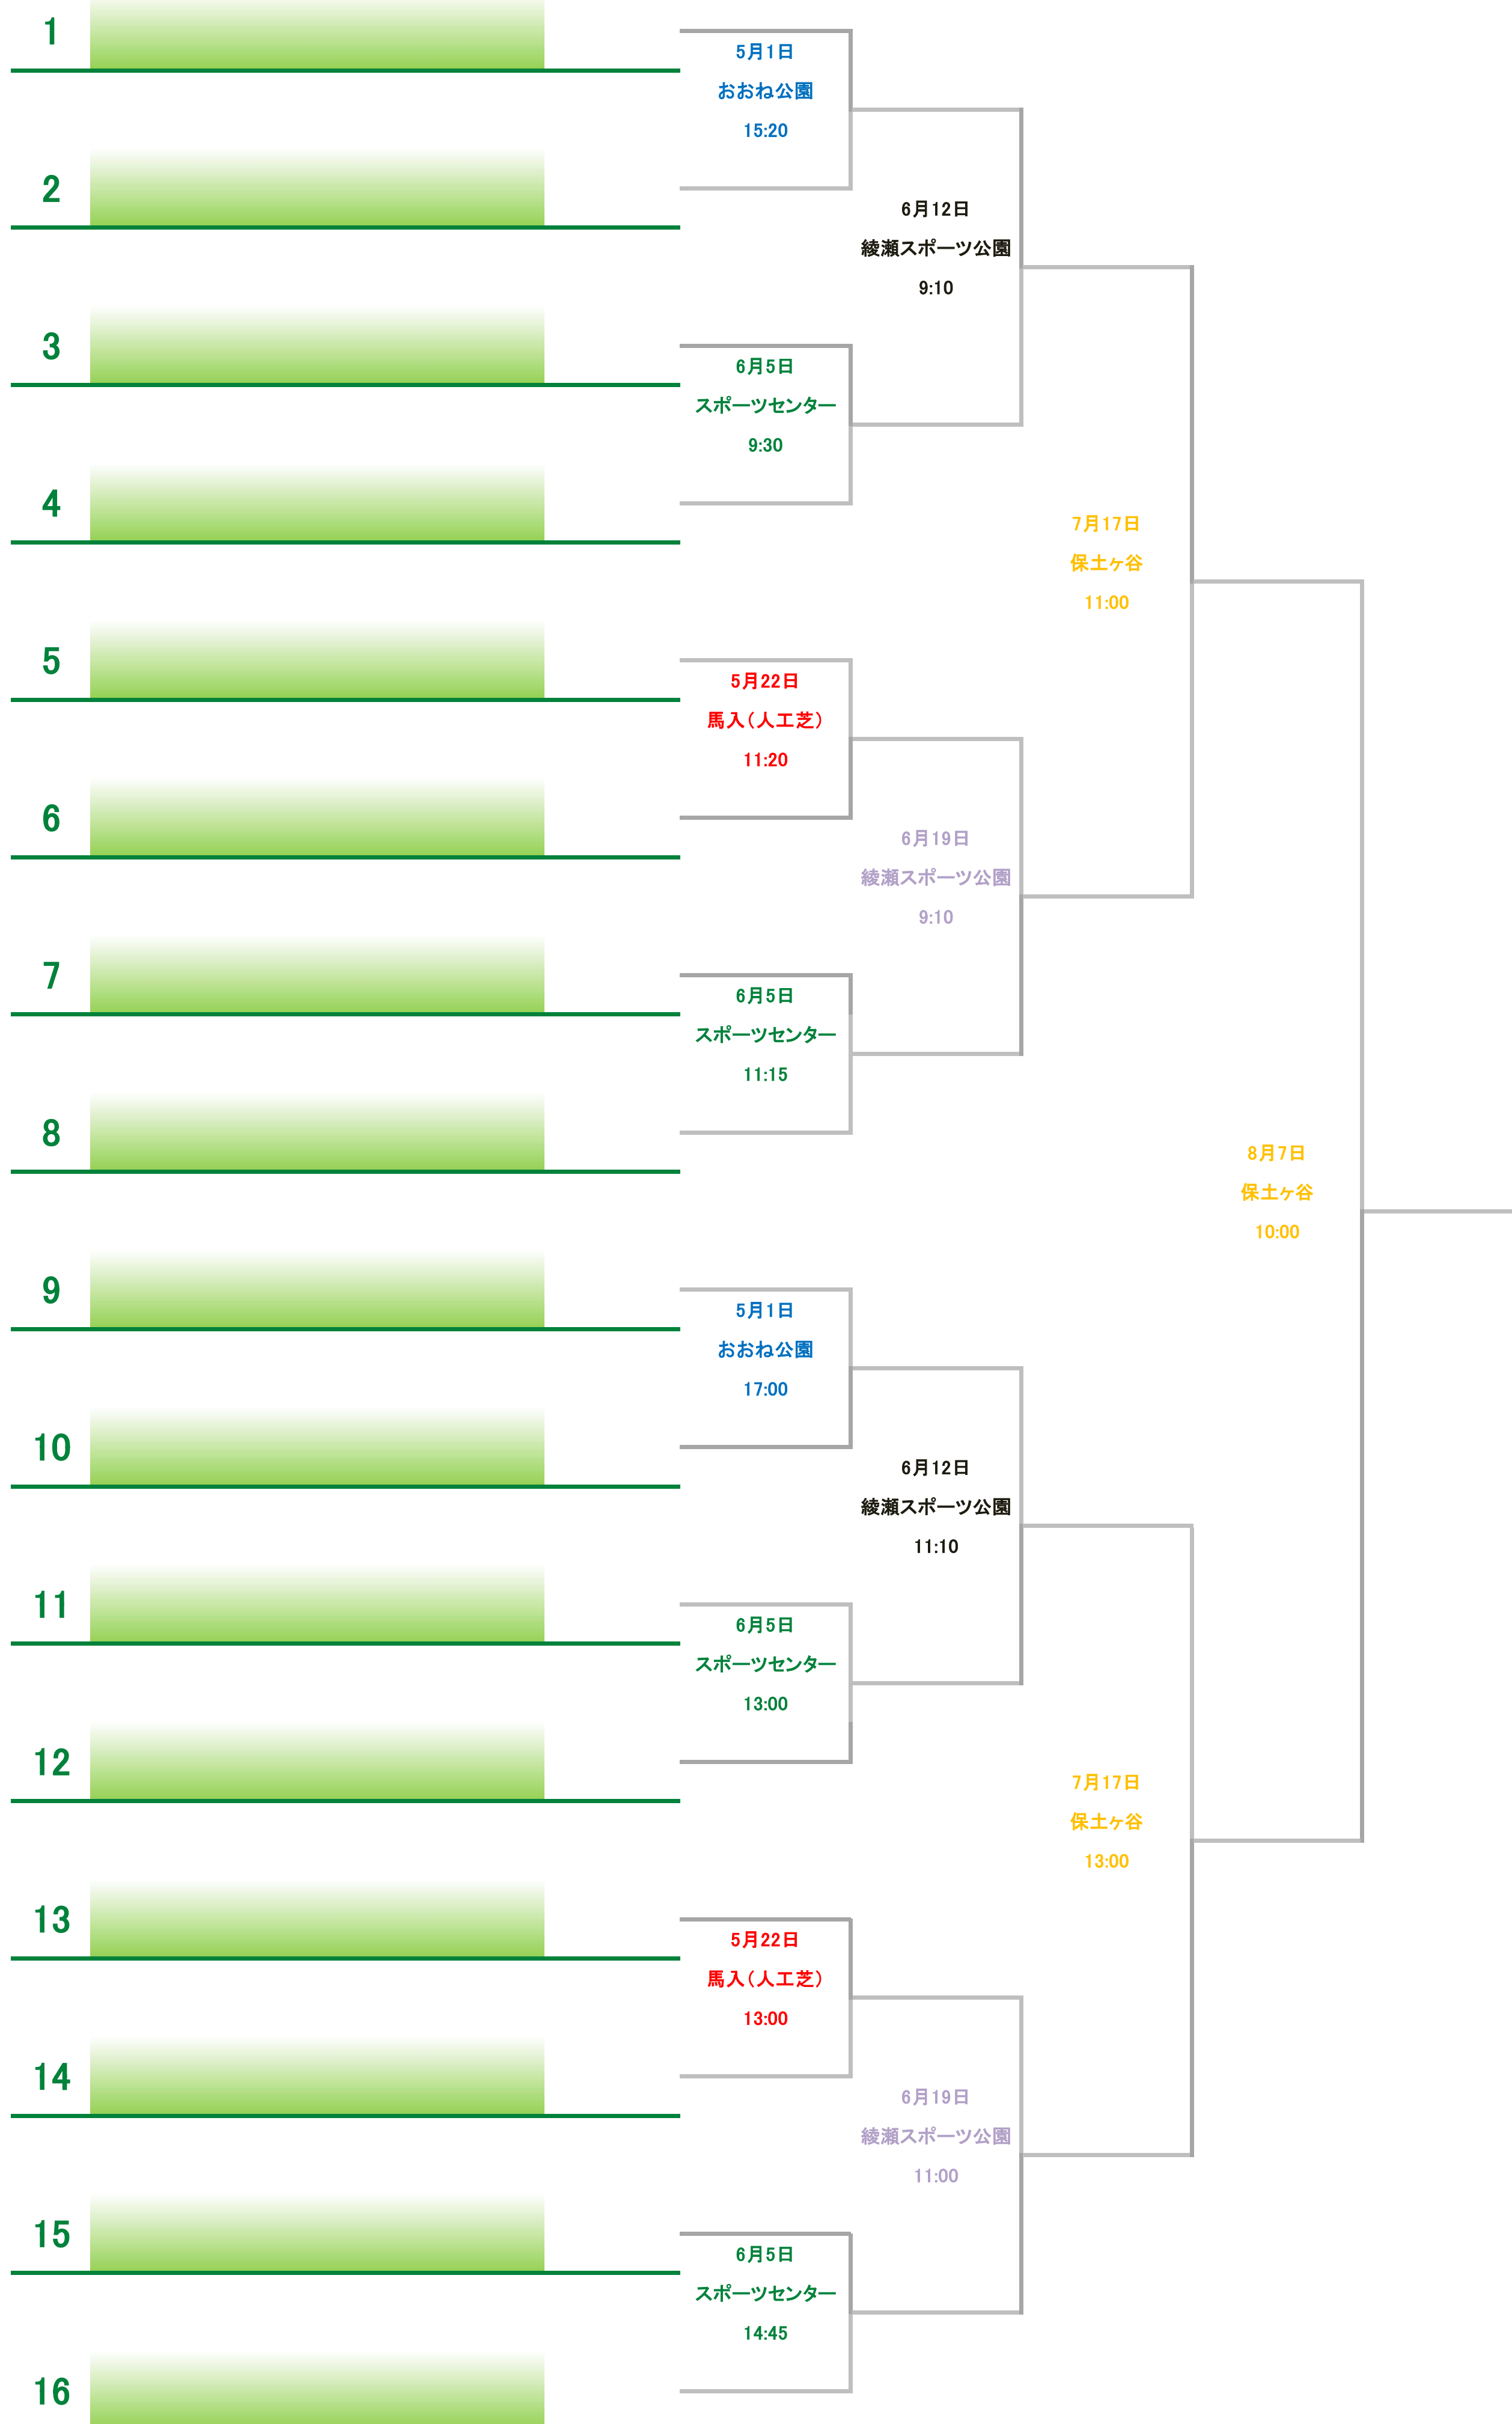 1
5月1日
おおね公園
15:20
2
6月12日
綾瀬スポーツ公園
9:10
3
6月5日
スポーツセンター
9:30
4
7月17日
保土ヶ谷
11:00
5
5月22日
馬入(人工芝)
11:20
6
6月19日
綾瀬スポーツ公園
9:10
7
6月5日
スポーツセンター
11:15
8
8月7日
保土ヶ谷
10:00
9
5月1日
おおね公園
17:00
10
6月12日
綾瀬スポーツ公園
11:10
11
6月5日
スポーツセンター
13:00
12
7月17日
保土ヶ谷
13:00
13
5月22日
馬入(人工芝)
13:00
14
6月19日
綾瀬スポーツ公園
11:00
15
6月5日
スポーツセンター
14:45
16